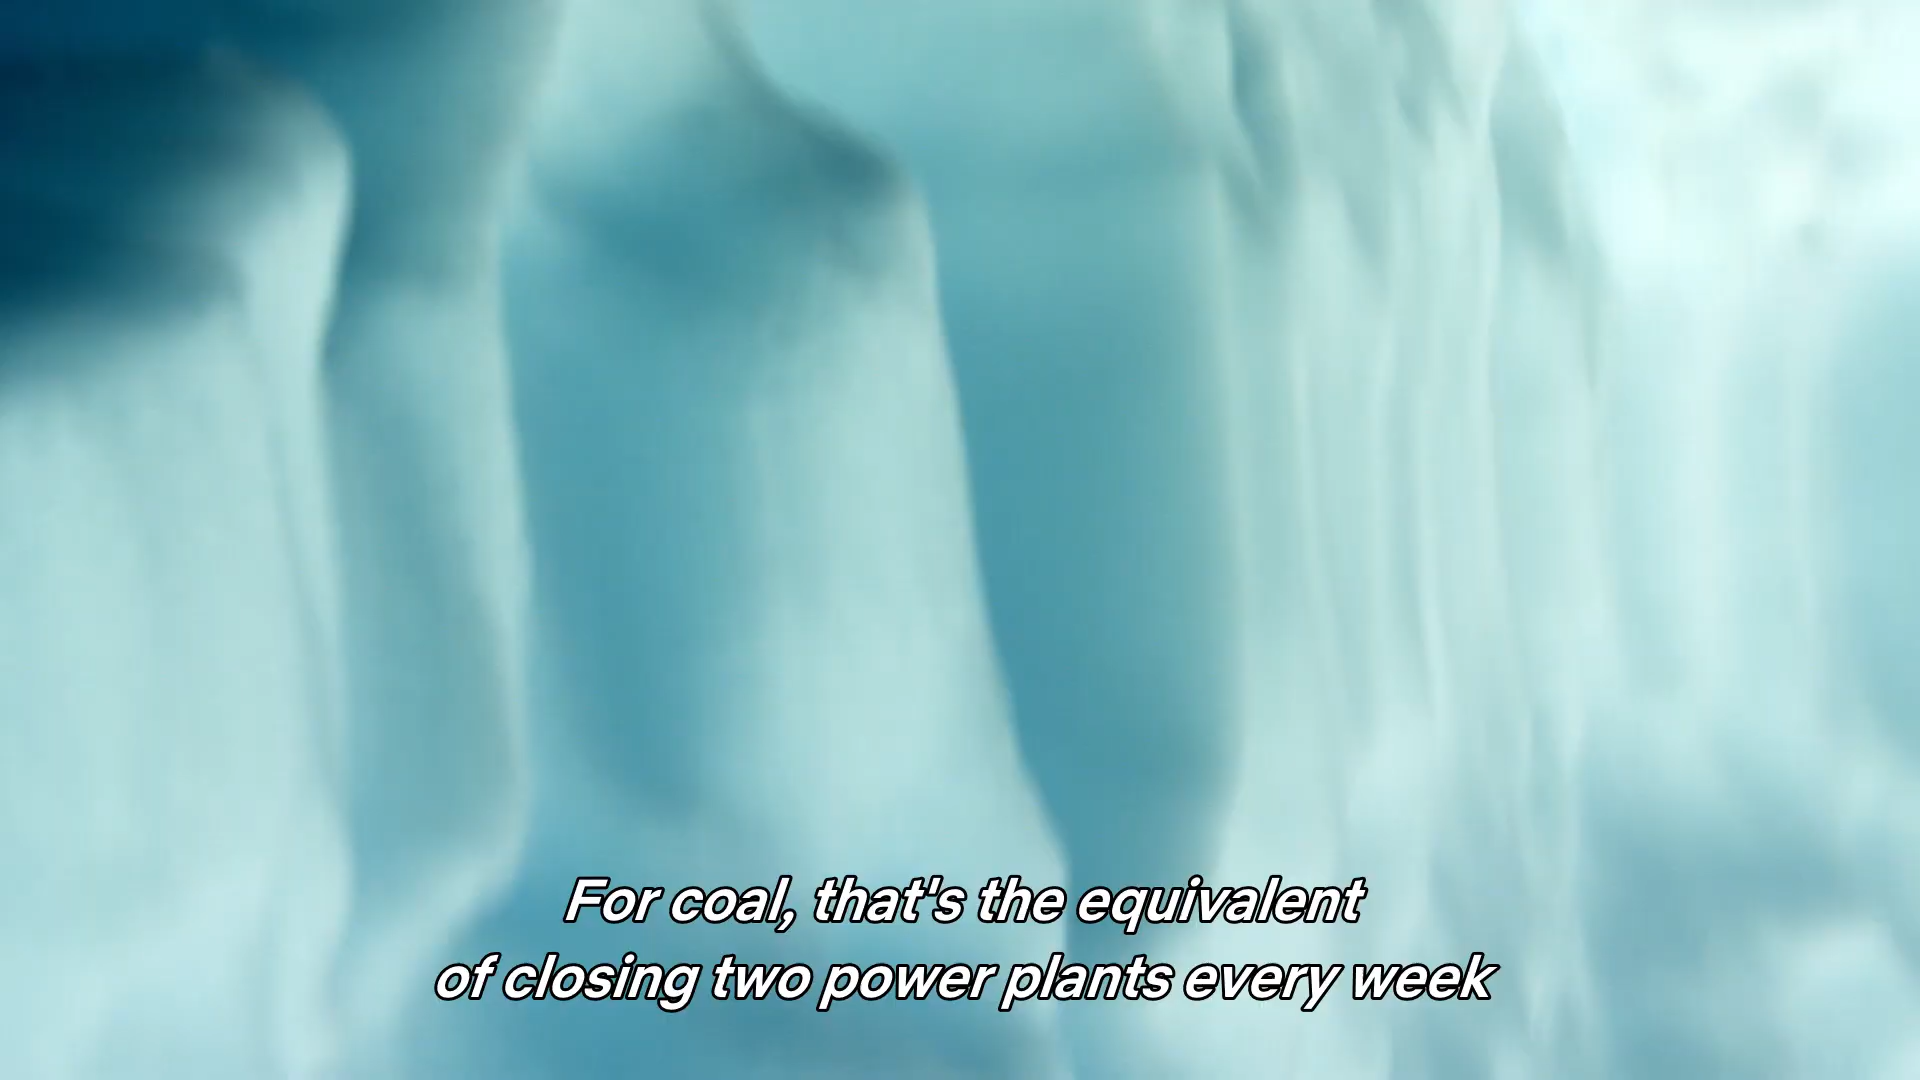 For coal, that's the equivalent
of closing two power plants every week